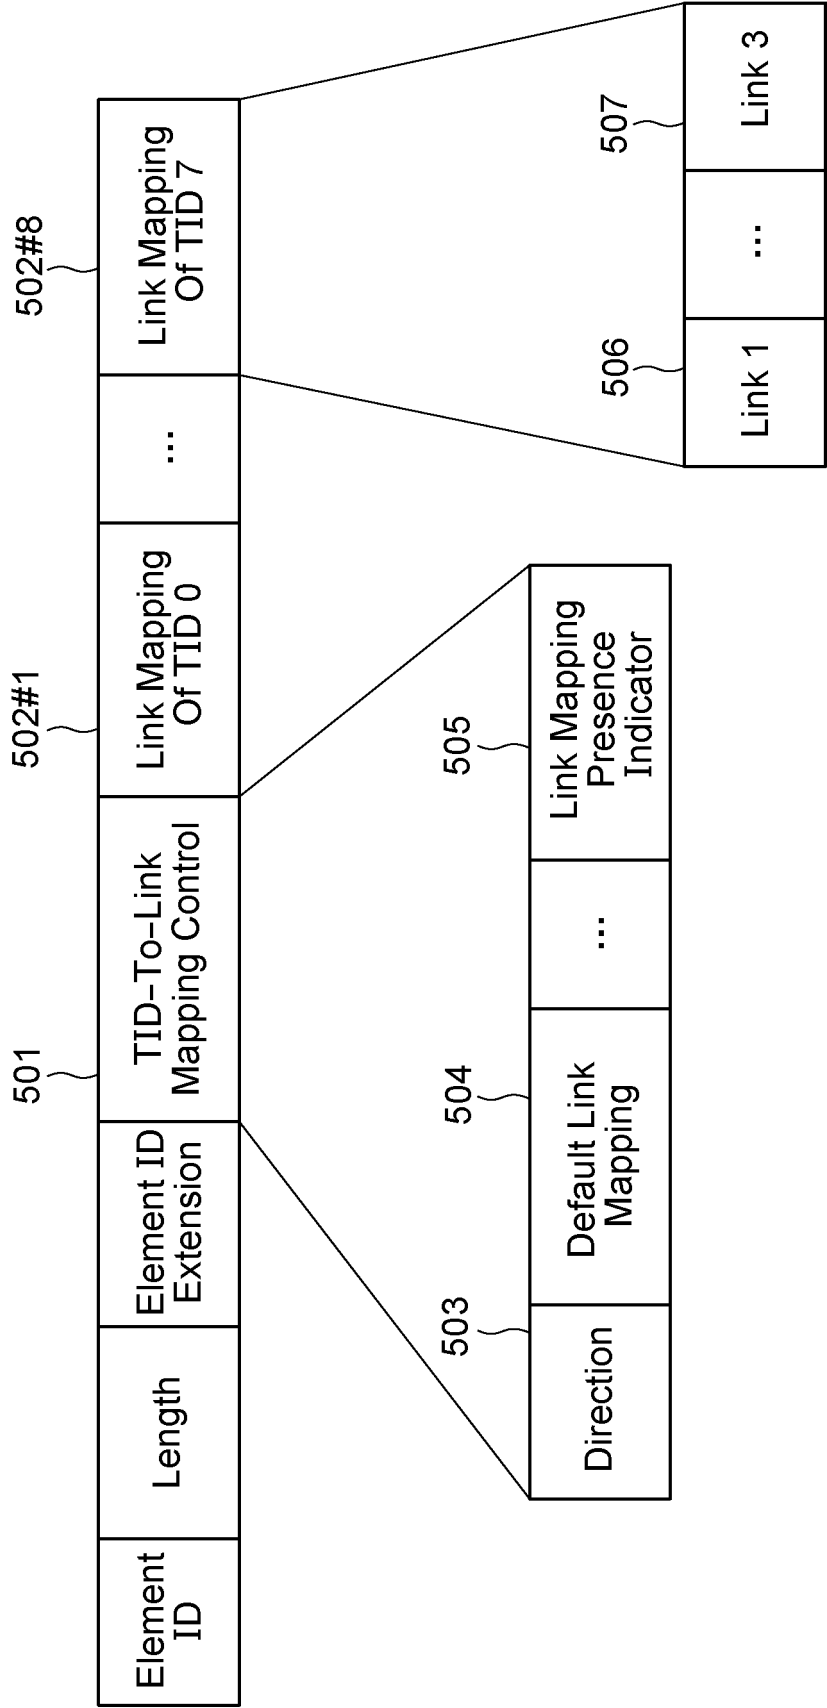 501
502#1
502#8
Element
ID
Length
Element ID
Extension
TID-To-Link
Mapping Control
Link Mapping
Of TID 0
...
Link Mapping
Of TID 7
503
504
505
Direction
Default Link
Mapping
...
Link Mapping
Presence
Indicator
506
507
Link 1
...
Link 3